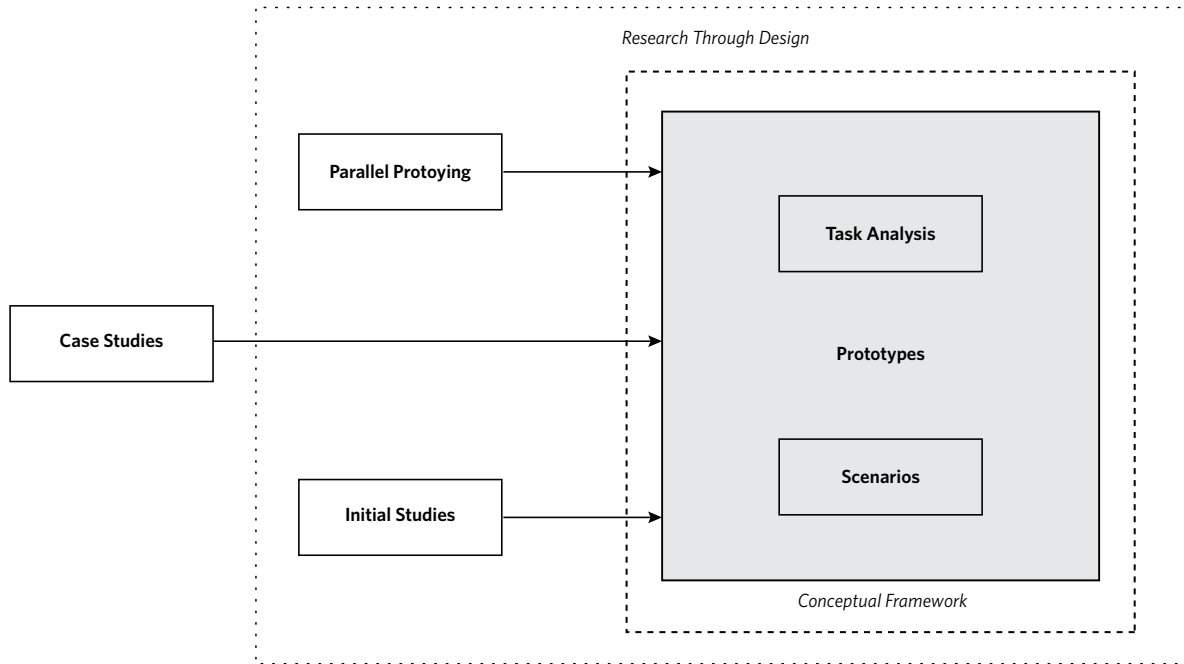 Research Through Design
Parallel Protoying
Task Analysis
Case Studies
Prototypes
Scenarios
Initial Studies
Conceptual Framework